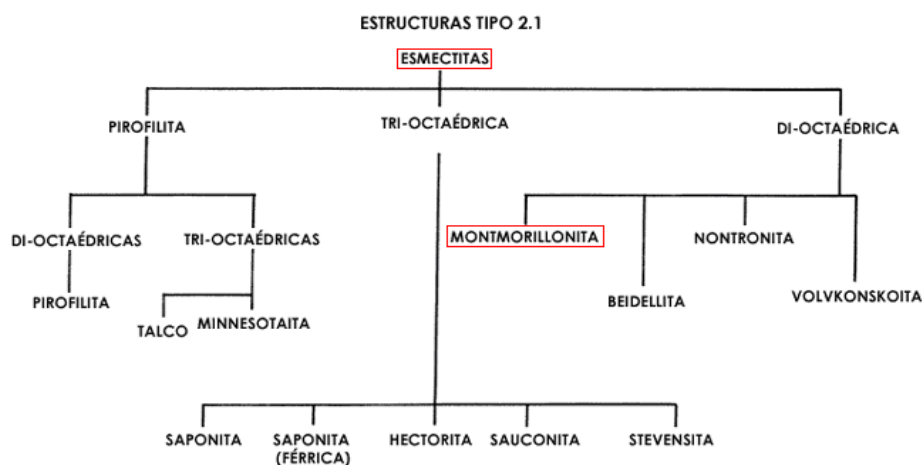 ESTRUCTURAS TIPO 2.1
ESMECTITAS
PIROFILITA
TRI-OCTAÉDRICA
DI-OCTAÉDRICA
DI-OCTAÉDRICAS
TRI-OCTAÉDRICAS
MONTMORILLONITA
NONTRONITA
PIROFILITA
TALCO
MINNESOTAITA
BEIDELLITA
VOLVKONSKOITA
SAPONITA
SAPONITA
(FÉRRICA)
HECTORITA
SAUCONITA
STEVENSITA